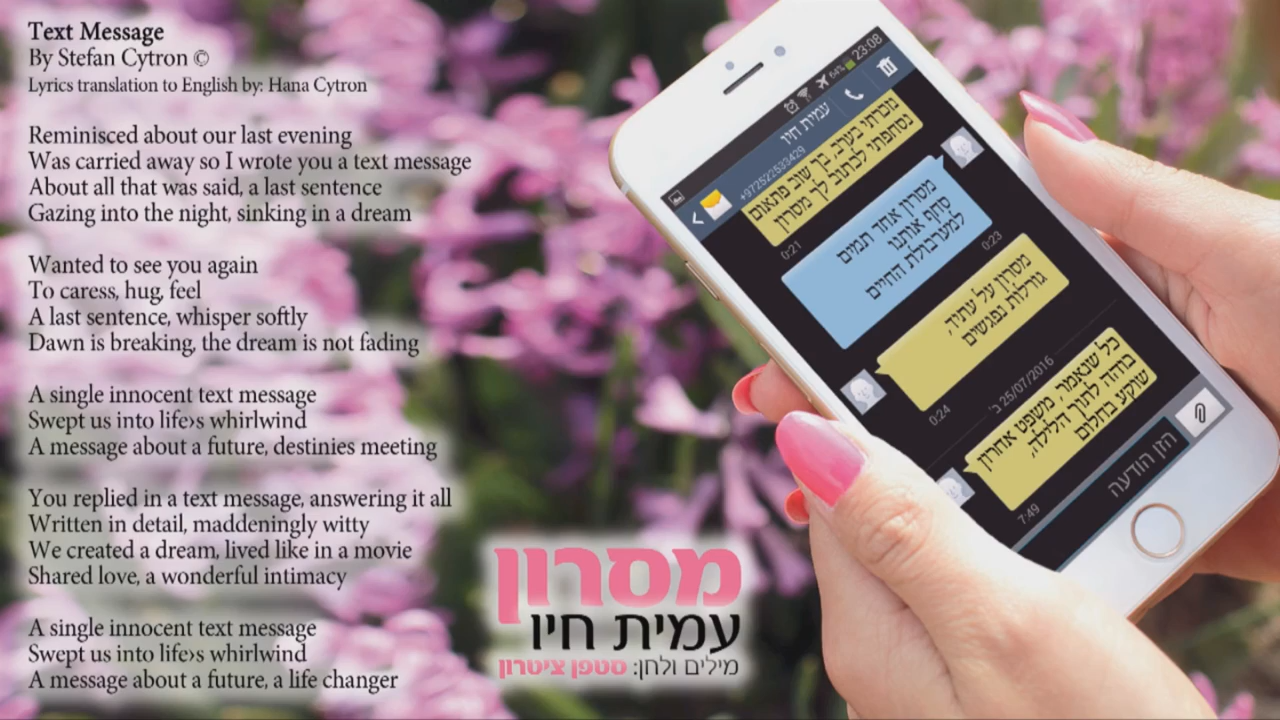 Text Message
By Stefan Cytron ©
Lyrics translation to English by: Hana Cytron
Reminisced about our last evening
Was carried away so I wrote you a text message
About all that was said, a last sentence
Gazing into the night, sinking in a dream
Wanted to see you again
To caress, hug, feel
A last sentence, whisper softly
Dawn is breaking, the dream is not fading
A single innocent text message
Swept us into life›s whirlwind
A message about a future, destinies meeting
You replied in a text message, answering it all
Written in detail, maddeningly witty
We created a dream, lived like in a movie
Shared love, a wonderful intimacy
A single innocent text message
Swept us into life›s whirlwind
A message about a future, a life changer
מסרון
עמית חיו
מילים ולחן: סטפן ציטרון
64% 23:08
עמית חיו
+972522533429
נזכרתי בערב, בך שוב פתאום
נסחפתי לכתוב לך מסרון
0:21
מסרון אחד תמים
סחף אותנו
למערבולת החיים
0:23
מסרון על עתיד,
גורלות נפגשים
0:24
ב' 25/07/2016
כל שנאמר, משפט אחרון
בוהה לתוך הלילה,
שוקע בחלום
7:49
הזן הודעה